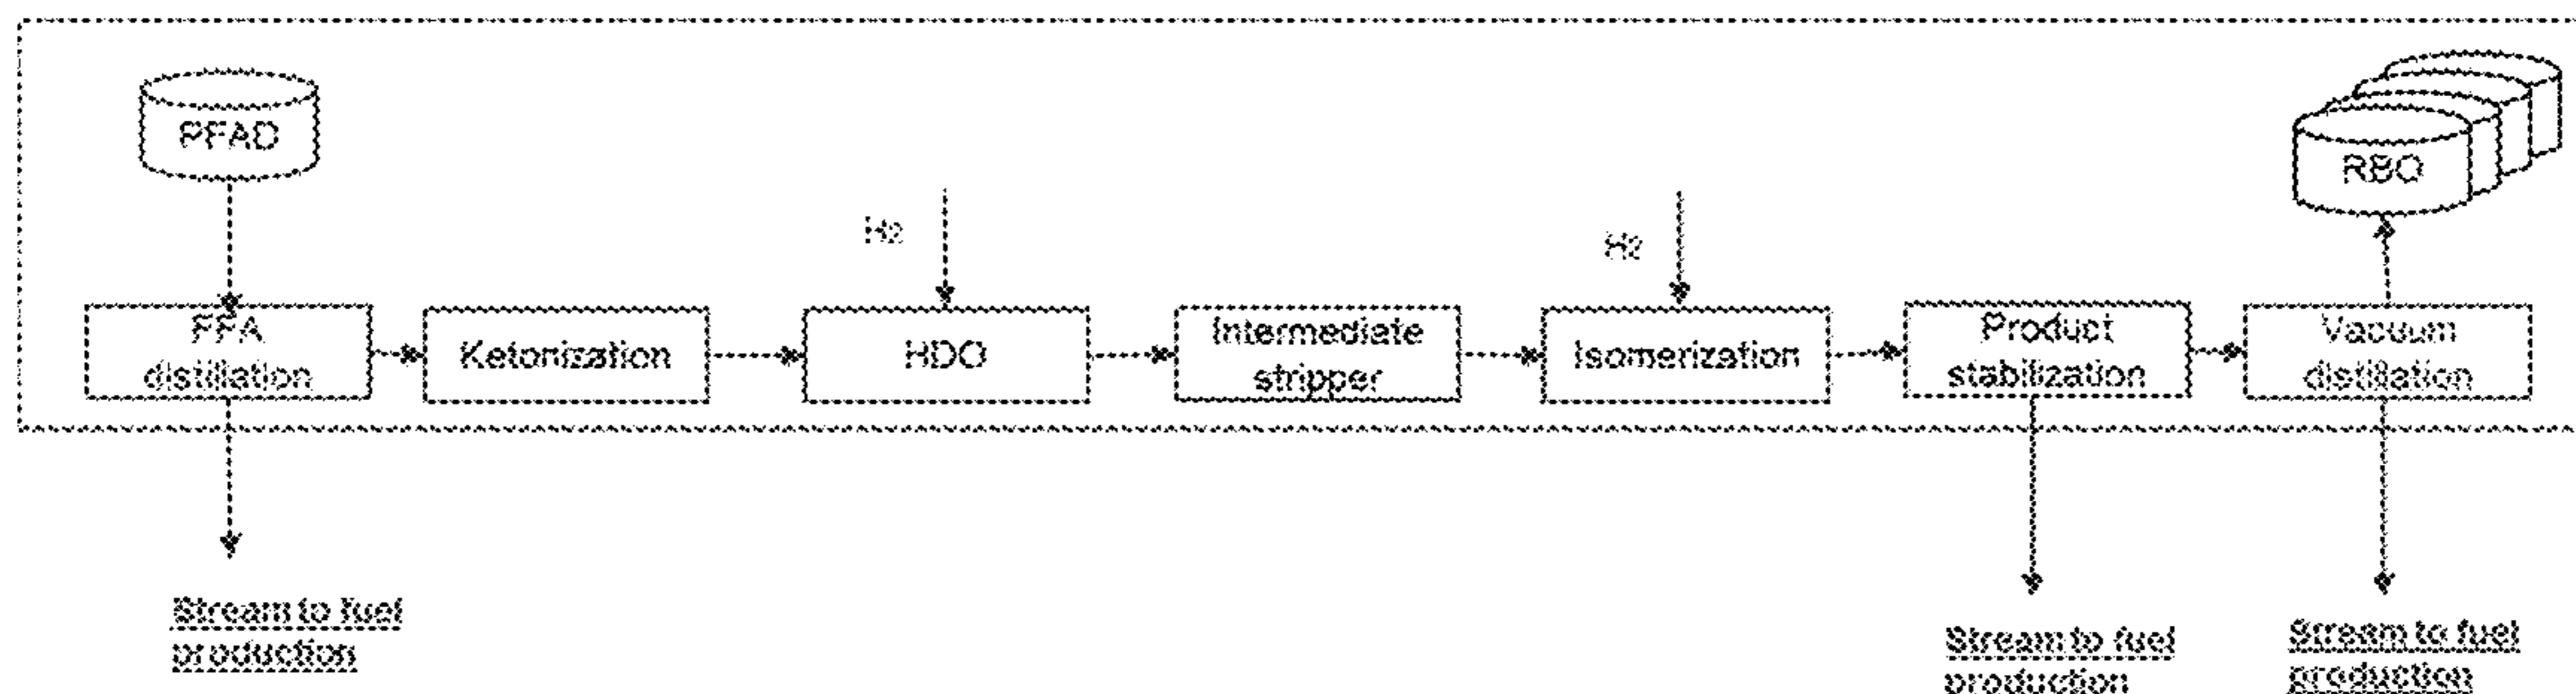 PFAD
RBO
H2
H2
FFA
distillation
Ketonization
HDO
Intermediate
stripper
Isomerization
Product
stabilization
Vacuum
distillation
Stream to fuel
production
Stream to fuel
production
Stream to fuel
production